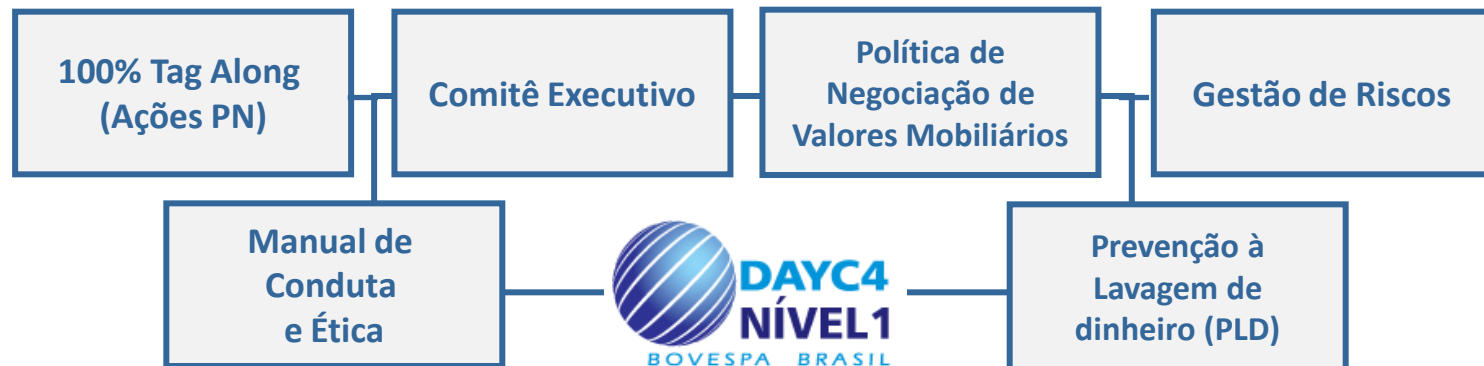 100% Tag Along
(Ações PN)
Comitê Executivo
Política de
Negociação de
Valores Mobiliários
Gestão de Riscos
Manual de
Conduta
e Ética
DAYC4
NÍVEL1
BOVESPA BRASIL
Prevenção à
Lavagem de
dinheiro (PLD)